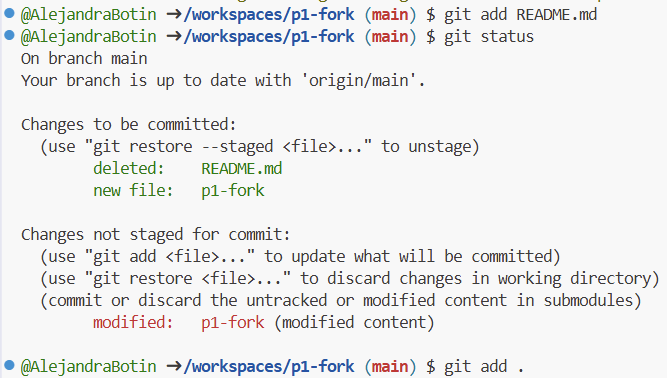 @AlejandraBotin ➜/workspaces/p1-fork (main) $ git add README.md
@AlejandraBotin ➜/workspaces/p1-fork (main) $ git status
On branch main
Your branch is up to date with 'origin/main'.
Changes to be committed:
(use "git restore --staged <file>..." to unstage)
deleted: README.md
new file: p1-fork
Changes not staged for commit:
(use "git add <file>..." to update what will be committed)
(use "git restore <file>..." to discard changes in working directory)
(commit or discard the untracked or modified content in submodules)
modified: p1-fork (modified content)
@AlejandraBotin ➜/workspaces/p1-fork (main) $ git add .